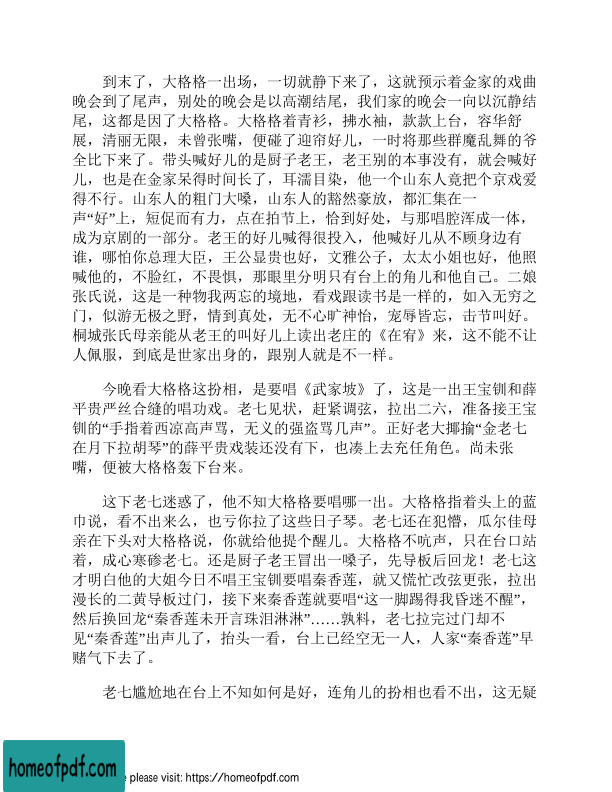 到末了，大格格一出场，一切就静下来了，这就预示着金家的戏曲
晚会到了尾声，别处的晚会是以高潮结尾，我们家的晚会一向以沉静结
尾，这都是因了大格格。大格格着青衫，拂水袖，款款上台，容华舒
展，清丽无限，未曾张嘴，便碰了迎帘好儿，一时将那些群魔乱舞的爷
全比下来了。带头喊好儿的是厨子老王，老王别的本事没有，就会喊好
儿，也是在金家呆得时间长了，耳濡目染，他一个山东人竟把个京戏爱
得不行。山东人的粗门大嗓，山东人的豁然豪放，都汇集在一
声“好”上，短促而有力，点在拍节上，恰到好处，与那唱腔浑成一体，
成为京剧的一部分。老王的好儿喊得很投入，他喊好儿从不顾身边有
谁，哪怕你总理大臣，王公显贵也好，文雅公子，太太小姐也好，他照
喊他的，不脸红，不畏惧，那眼里分明只有台上的角儿和他自己。二娘
张氏说，这是一种物我两忘的境地，看戏跟读书是一样的，如入无穷之
门，似游无极之野，情到真处，无不心旷神怡，宠辱皆忘，击节叫好。
桐城张氏母亲能从老王的叫好儿上读出老庄的《在宥》来，这不能不让
人佩服，到底是世家出身的，跟别人就是不一样。
今晚看大格格这扮相，是要唱《武家坡》了，这是一出王宝钏和薛
平贵严丝合缝的唱功戏。老七见状，赶紧调弦，拉出二六，准备接王宝
钏的“手指着西凉高声骂，无义的强盗骂几声”。正好老大揶揄“金老七
在月下拉胡琴”的薛平贵戏装还没有下，也凑上去充任角色。尚未张
嘴，便被大格格轰下台来。
这下老七迷惑了，他不知大格格要唱哪一出。大格格指着头上的蓝
巾说，看不出来么，也亏你拉了这些日子琴。老七还在犯懵，瓜尔佳母
亲在下头对大格格说，你就给他提个醒儿。大格格不吭声，只在台口站
着，成心寒碜老七。还是厨子老王冒出一嗓子，先导板后回龙！老七这
才明白他的大姐今日不唱王宝钏要唱秦香莲，就又慌忙改弦更张，拉出
漫长的二黄导板过门，接下来秦香莲就要唱“这一脚踢得我昏迷不醒”，
然后换回龙“秦香莲未开言珠泪淋淋”……孰料，老七拉完过门却不
见“秦香莲”出声儿了，抬头一看，台上已经空无一人，人家“秦香莲”早
赌气下去了。
老七尴尬地在台上不知如何是好，连角儿的扮相也看不出，这无疑
homeofpdf.com
e please visit: https://homeofpdf.com